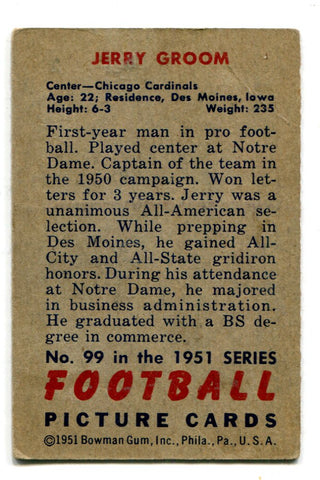 JERRY GROOM
Center—Chicago Cardinals
Age: 22; Residence, Des Moines, Iowa
Height: 6-3 Weight: 235
First-year man in pro foot-
ball. Played center at Notre
Dame. Captain of the team in
the 1950 campaign. Won let-
ters for 3 years. Jerry was a
unanimous All-American se-
lection. While prepping in
Des Moines, he gained All-
City and All-State gridiron
honors. During his attendance
at Notre Dame, he majored
in business administration.
He graduated with a BS de-
gree in commerce.
No. 99 in the 1951 SERIES
FOOTBALL
PICTURE CARDS
©1951 Bowman Gum, Inc., Phila., Pa., U. S. A.